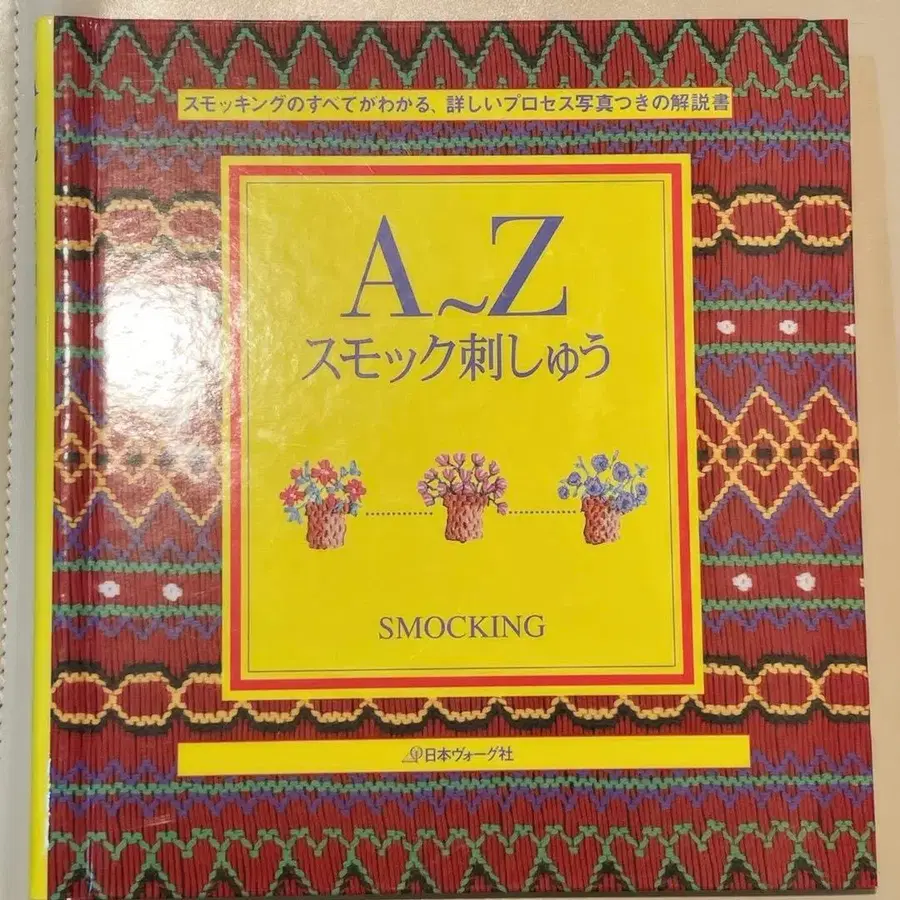 スモッキングのすべてがわかる、詳しいプロセス写真つきの解説書
A~Z
スモック刺しゅう
SMOCKING
日本ヴォーグ社